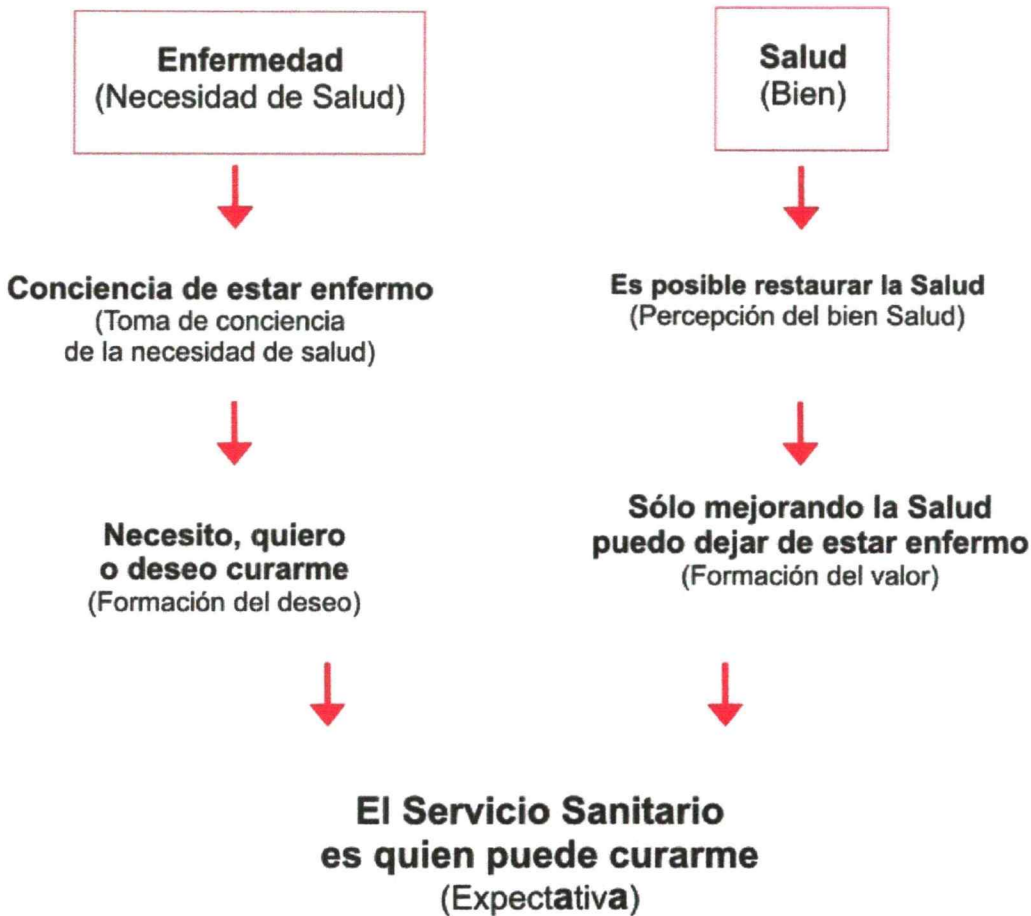 Enfermedad
(Necesidad de Salud)
Salud
(Bien)
Conciencia de estar enfermo
(Toma de conciencia
de la necesidad de salud)
Es posible restaurar la Salud
(Percepción del bien Salud)
Necesito, quiero
o deseo curarme
(Formación del deseo)
Sólo mejorando la Salud
puedo dejar de estar enfermo
(Formación del valor)
El Servicio Sanitario
es quien puede curarme
(Expectativa)